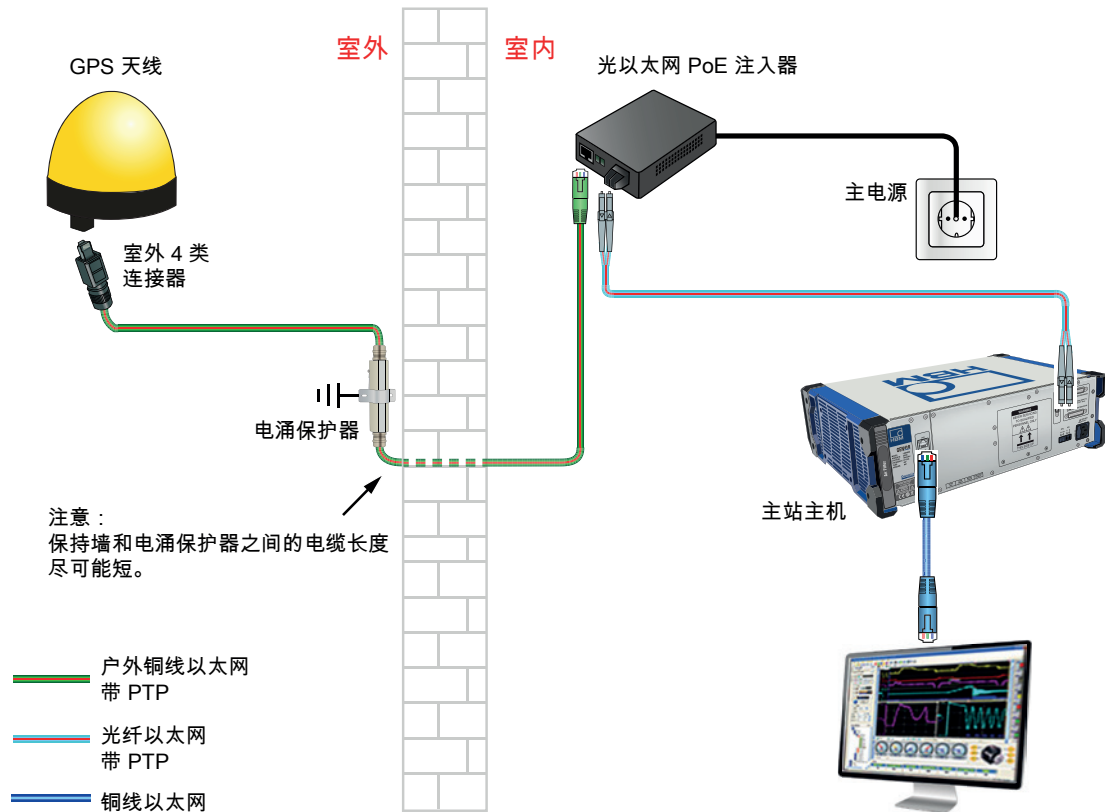 室外
室内
GPS 天线
光以太网 PoE 注入器
主电源
室外 4 类
连接器
电涌保护器
HBM
主站主机
注意：
保持墙和电涌保护器之间的电缆长度
尽可能短。
户外铜线以太网
带 PTP
光纤以太网
带 PTP
铜线以太网